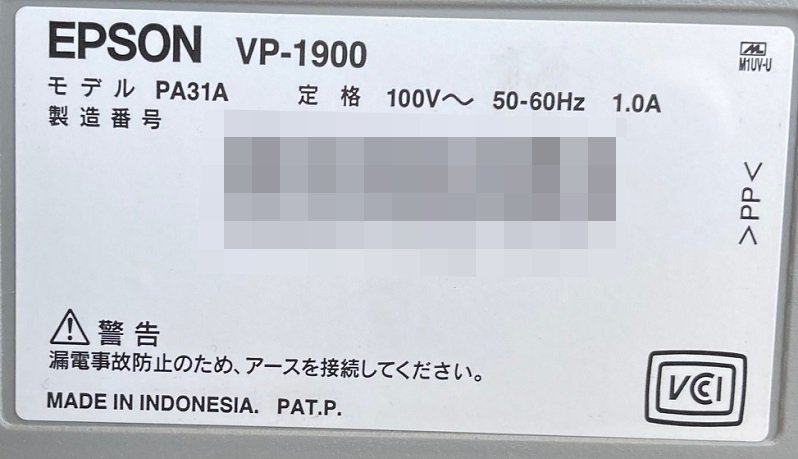 EPSON VP-1900
モデル PA31A 定格 100V～ 50-60Hz 1.0A
製造番号
M1UV-U
>PP<
警告
漏電事故防止のため、アースを接続してください。
MADE IN INDONESIA. PAT.P.
VCCI